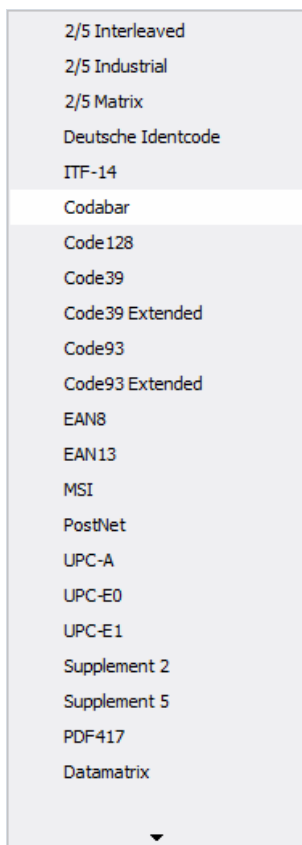 2/5 Interleaved
2/5 Industrial
2/5 Matrix
Deutsche Identcode
ITF-14
Codabar
Code128
Code39
Code39 Extended
Code93
Code93 Extended
EAN8
EAN13
MSI
PostNet
UPC-A
UPC-E0
UPC-E1
Supplement 2
Supplement 5
PDF417
Datamatrix